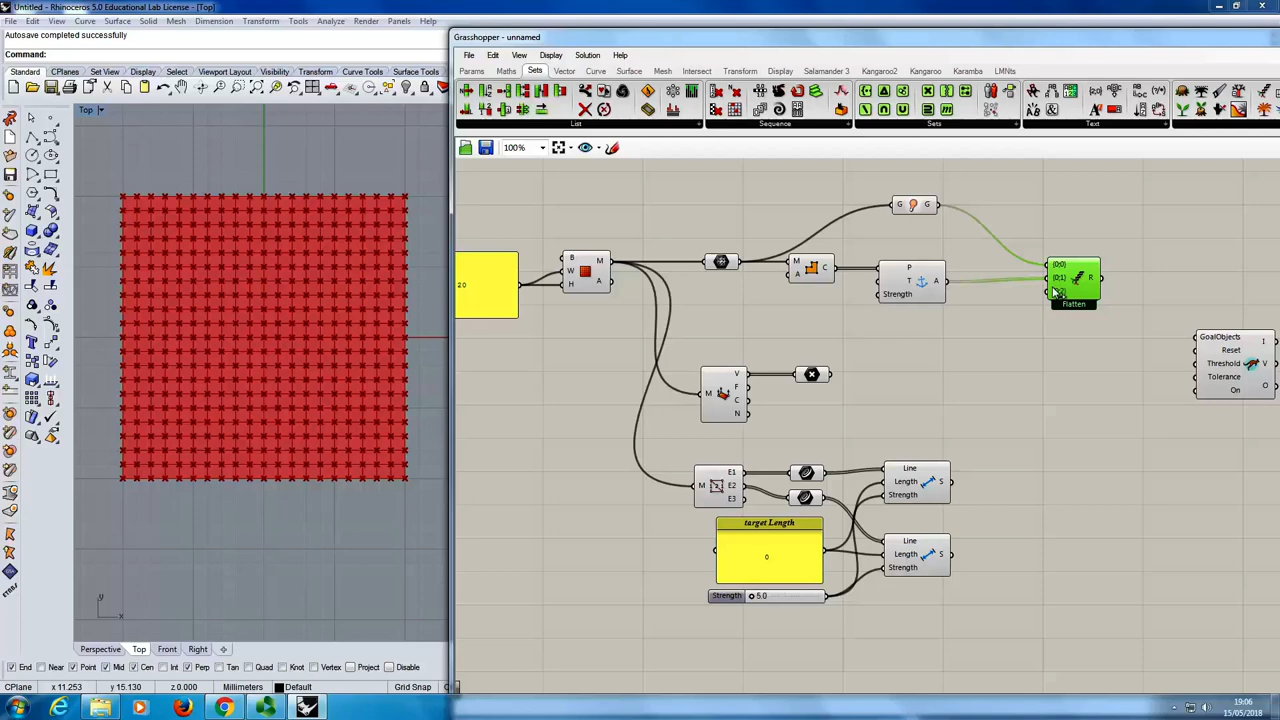 Untitled - Rhinoceros 5.0 Educational Lab License - [Top]
File Edit View Curve Surface Solid Mesh Dimension Transform Tools Analyze Render Panels Help
Autosave completed successfully
Command:
Standard CPlanes Set View Display Select Viewport Layout Visibility Transform Curve Tools Surface Tools
Top
y
x
Perspective Top Front Right
End Near Point Mid Cen Int Perp Tan Quad Knot Vertex Project Disable
CPlane x 11.253 y 15.130 z 0.000 Millimeters Default Grid Snap
Grasshopper - unnamed
File Edit View Display Solution Help
Params Maths Sets Vector Curve Surface Mesh Intersect Transform Display Salamander 3 Kangaroo2 Kangaroo Karamba LMNts
List Sequence Sets Text
100%
G G
{0;0}
{0;1}
R
Flatten
20
B
W
H
M
A
M
A
C
P
T
Strength
A
GoalObjects
Reset
Threshold
Tolerance
On
I
V
O
M
V
F
C
N
M
E1
E2
E3
Line
Length
Strength
S
target Length
0
Line
Length
Strength
S
Strength 5.0
19:06
15/05/2018